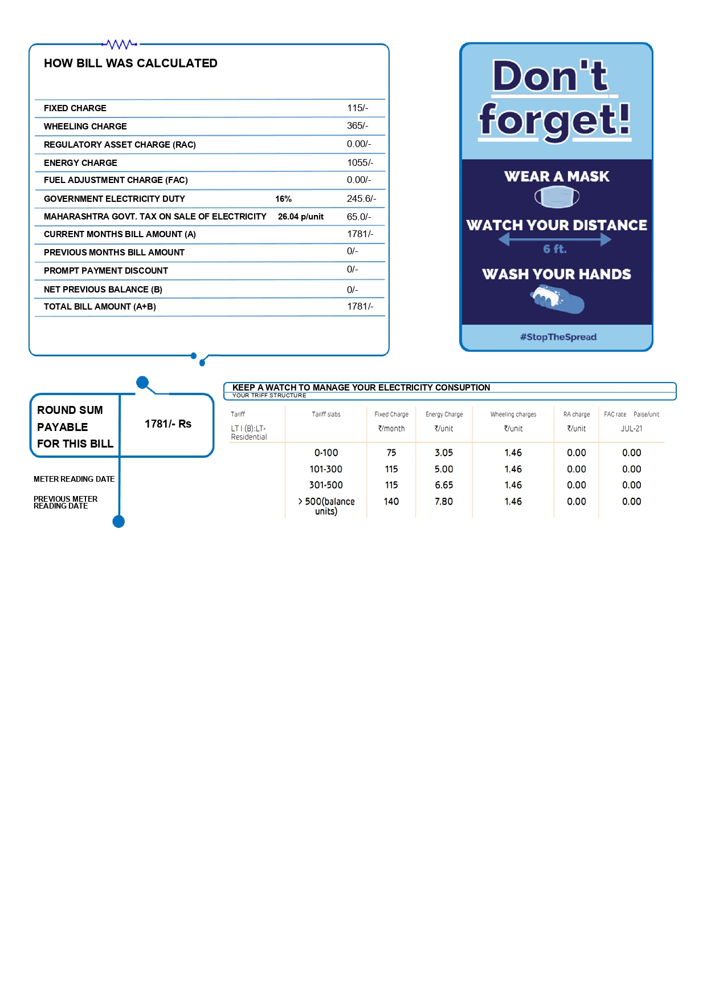 HOW BILL WAS CALCULATED
FIXED CHARGE 115/-
WHEELING CHARGE 365/-
REGULATORY ASSET CHARGE (RAC) 0.00/-
ENERGY CHARGE 1055/-
FUEL ADJUSTMENT CHARGE (FAC) 0.00/-
GOVERNMENT ELECTRICITY DUTY 16% 245.6/-
MAHARASHTRA GOVT. TAX ON SALE OF ELECTRICITY 26.04 p/unit 65.0/-
CURRENT MONTHS BILL AMOUNT (A) 1781/-
PREVIOUS MONTHS BILL AMOUNT 0/-
PROMPT PAYMENT DISCOUNT 0/-
NET PREVIOUS BALANCE (B) 0/-
TOTAL BILL AMOUNT (A+B) 1781/-
Don't
forget!
WEAR A MASK
WATCH YOUR DISTANCE
6 ft.
WASH YOUR HANDS
#StopTheSpread
ROUND SUM
PAYABLE
FOR THIS BILL
1781/- Rs
METER READING DATE
PREVIOUS METER
READING DATE
KEEP A WATCH TO MANAGE YOUR ELECTRICITY CONSUPTION
YOUR TRIFF STRUCTURE
Tariff Tariff slabs Fixed Charge Energy Charge Wheeling charges RA charge FAC rate Paise/unit
LT I (B):LT- ₹/month ₹/unit ₹/unit ₹/unit JUL-21
Residential
0-100 75 3.05 1.46 0.00 0.00
101-300 115 5.00 1.46 0.00 0.00
301-500 115 6.65 1.46 0.00 0.00
> 500(balance 140 7.80 1.46 0.00 0.00
units)